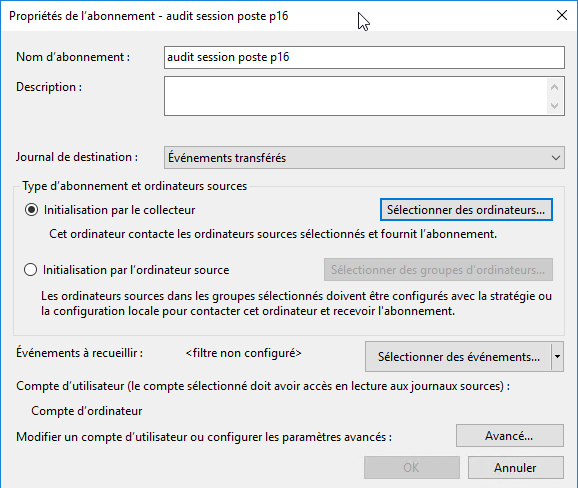 Propriétés de l'abonnement - audit session poste p16
Nom d'abonnement :
audit session poste p16
Description :
Journal de destination :
Événements transférés
Type d'abonnement et ordinateurs sources
Initialisation par le collecteur
Sélectionner des ordinateurs...
Cet ordinateur contacte les ordinateurs sources sélectionnés et fournit l'abonnement.
Initialisation par l'ordinateur source
Sélectionner des groupes d'ordinateurs...
Les ordinateurs sources dans les groupes sélectionnés doivent être configurés avec la stratégie ou
la configuration locale pour contacter cet ordinateur et recevoir l'abonnement.
Événements à recueillir :
<filtre non configuré>
Sélectionner des événements...
Compte d'utilisateur (le compte sélectionné doit avoir accès en lecture aux journaux sources) :
Compte d'ordinateur
Modifier un compte d'utilisateur ou configurer les paramètres avancés :
Avancé...
OK
Annuler